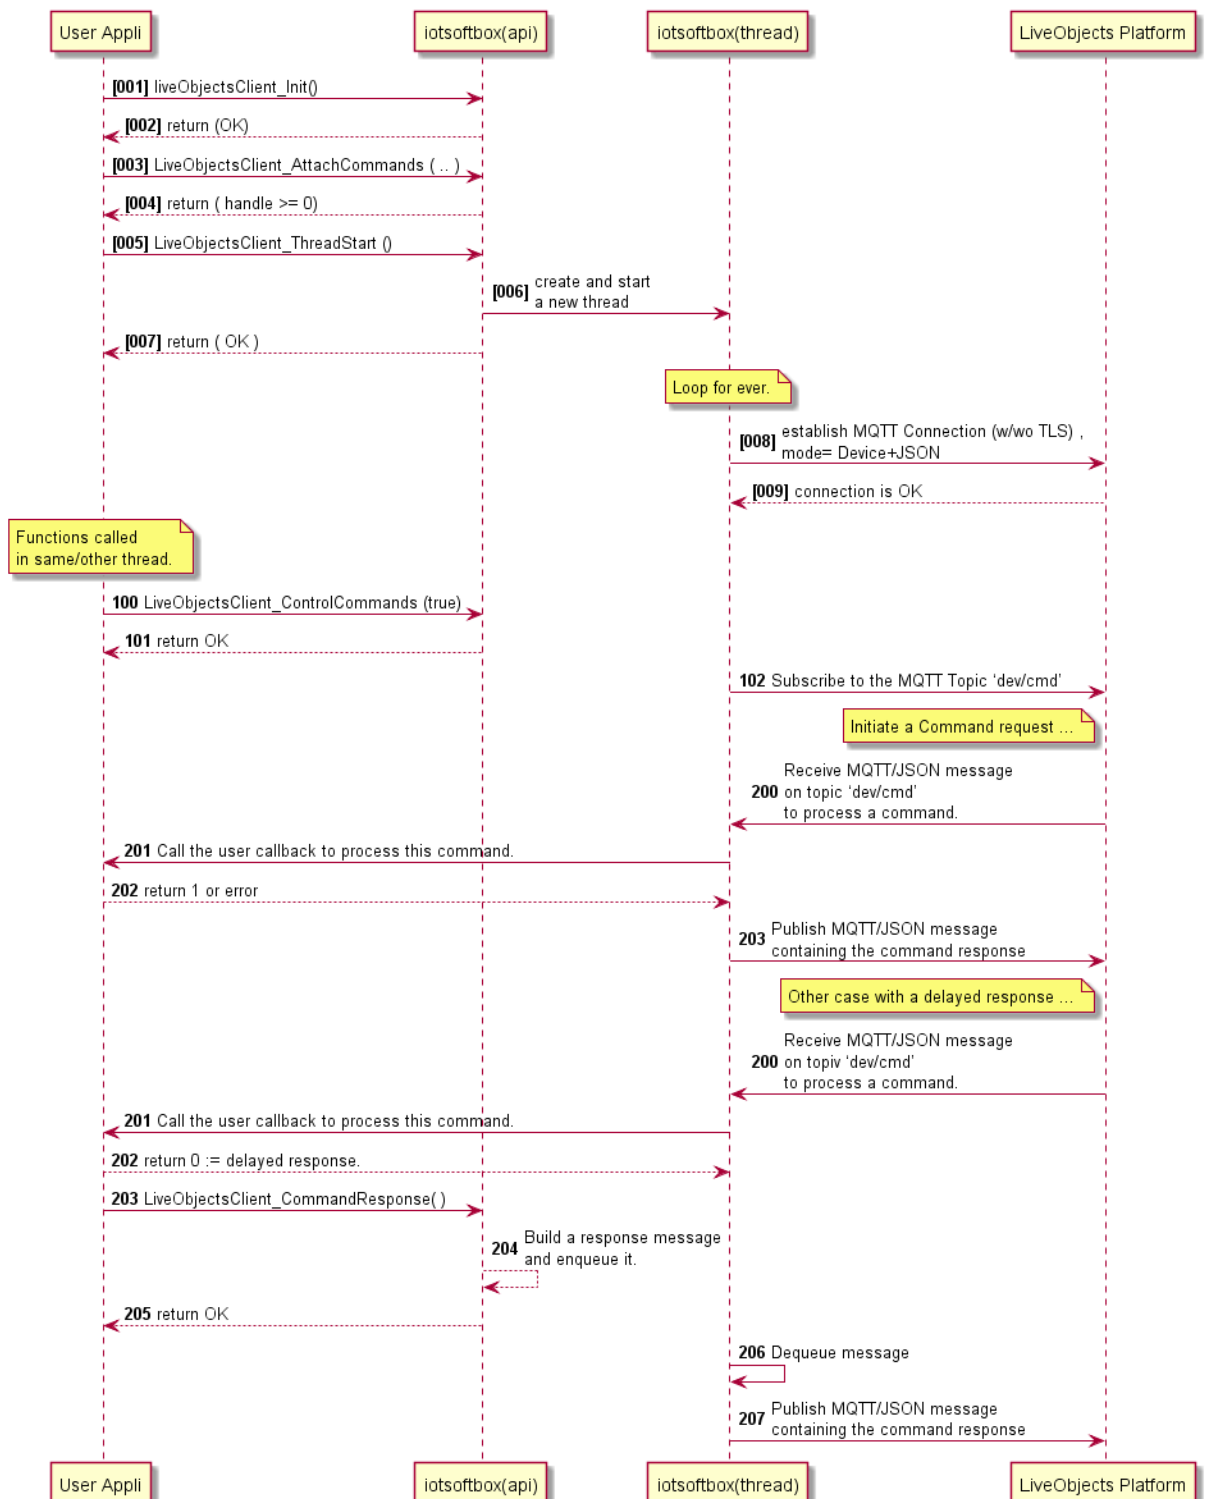 User Appli
iotsoftbox(api)
iotsoftbox(thread)
LiveObjects Platform
[001] liveObjectsClient_Init()
[002] return (OK)
[003] LiveObjectsClient_AttachCommands ( .. )
[004] return ( handle >= 0)
[005] LiveObjectsClient_ThreadStart ()
[006] create and start
a new thread
[007] return ( OK )
Loop for ever.
[008] establish MQTT Connection (w/wo TLS) ,
mode= Device+JSON
[009] connection is OK
Functions called
in same/other thread.
100 LiveObjectsClient_ControlCommands (true)
101 return OK
102 Subscribe to the MQTT Topic ‘dev/cmd’
Initiate a Command request ...
Receive MQTT/JSON message
200 on topic ‘dev/cmd’
to process a command.
201 Call the user callback to process this command.
202 return 1 or error
203 Publish MQTT/JSON message
containing the command response
Other case with a delayed response ...
Receive MQTT/JSON message
200 on topiv ‘dev/cmd’
to process a command.
201 Call the user callback to process this command.
202 return 0 := delayed response.
203 LiveObjectsClient_CommandResponse( )
204 Build a response message
and enqueue it.
205 return OK
206 Dequeue message
207 Publish MQTT/JSON message
containing the command response
User Appli
iotsoftbox(api)
iotsoftbox(thread)
LiveObjects Platform